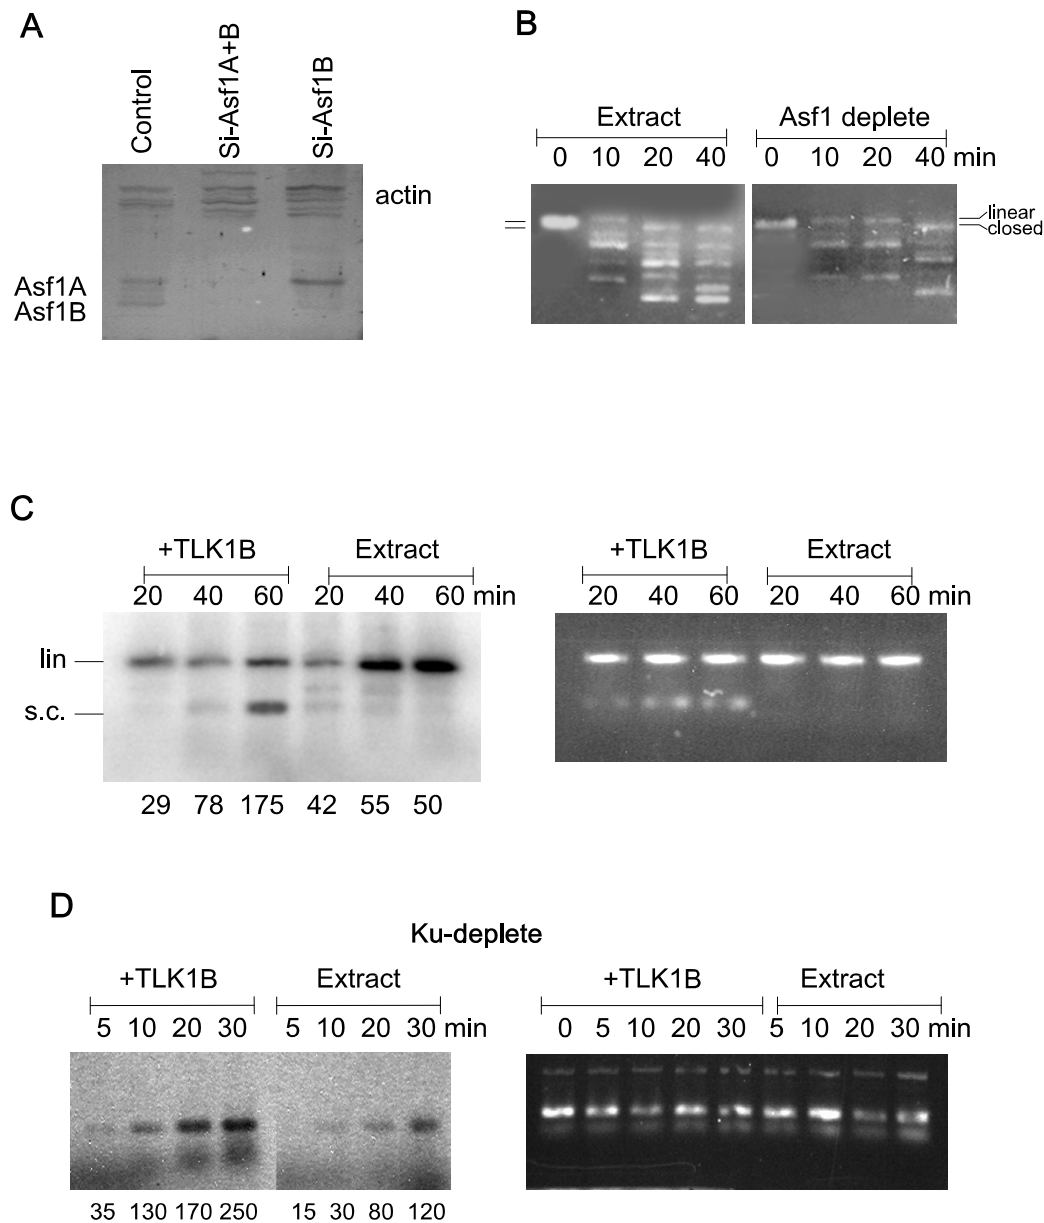 A
B
Control
Si-Asf1A+B
Si-Asf1B
actin
Asf1A
Asf1B
Extract
Asf1 deplete
0 10 20 40 0 10 20 40 min
linear
closed
C
+TLK1B Extract
20 40 60 20 40 60 min
lin
s.c.
29 78 175 42 55 50
+TLK1B Extract
20 40 60 20 40 60 min
D
Ku-deplete
+TLK1B Extract
5 10 20 30 5 10 20 30 min
35 130 170 250 15 30 80 120
+TLK1B Extract
0 5 10 20 30 5 10 20 30 min